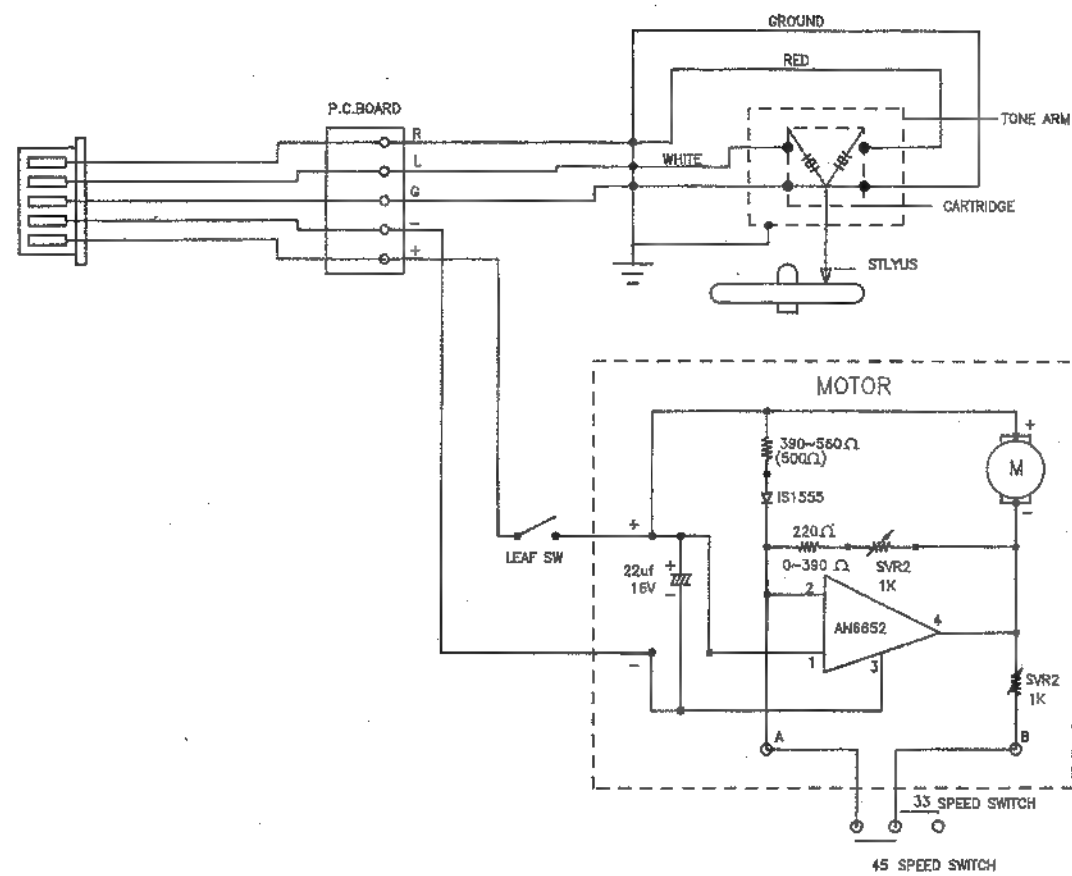 GROUND
RED
P.C.BOARD
R
TONE ARM
L
WHITE
G
CARTRIDGE
-
+
STLYUS
MOTOR
+
390~560Ω
(500Ω)
M
IS1555
-
+
220Ω
LEAF SW
0~390 Ω
SVR2
1K
22uf
16V
+
-
2
AN6652
4
1
3
-
SVR2
1K
A
B
33 SPEED SWITCH
45 SPEED SWITCH